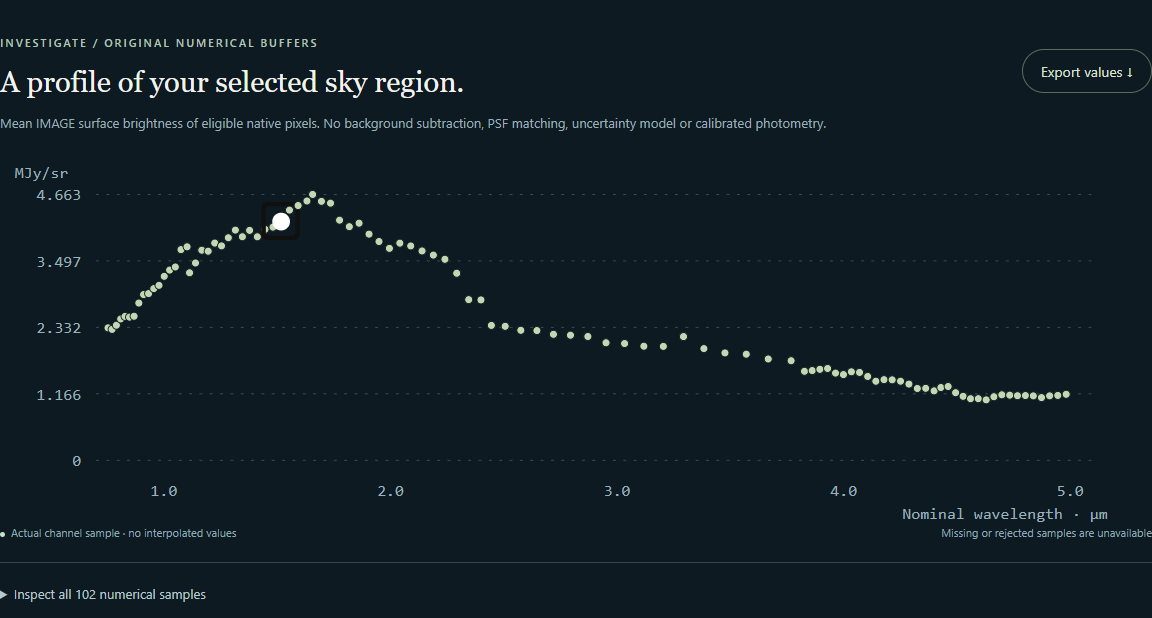 INVESTIGATE / ORIGINAL NUMERICAL BUFFERS
A profile of your selected sky region.
Export values ↓
Mean IMAGE surface brightness of eligible native pixels. No background subtraction, PSF matching, uncertainty model or calibrated photometry.
MJy/sr
4.663
3.497
2.332
1.166
0
1.0 2.0 3.0 4.0 5.0
Nominal wavelength · µm
Actual channel sample · no interpolated values
Missing or rejected samples are unavailable
Inspect all 102 numerical samples